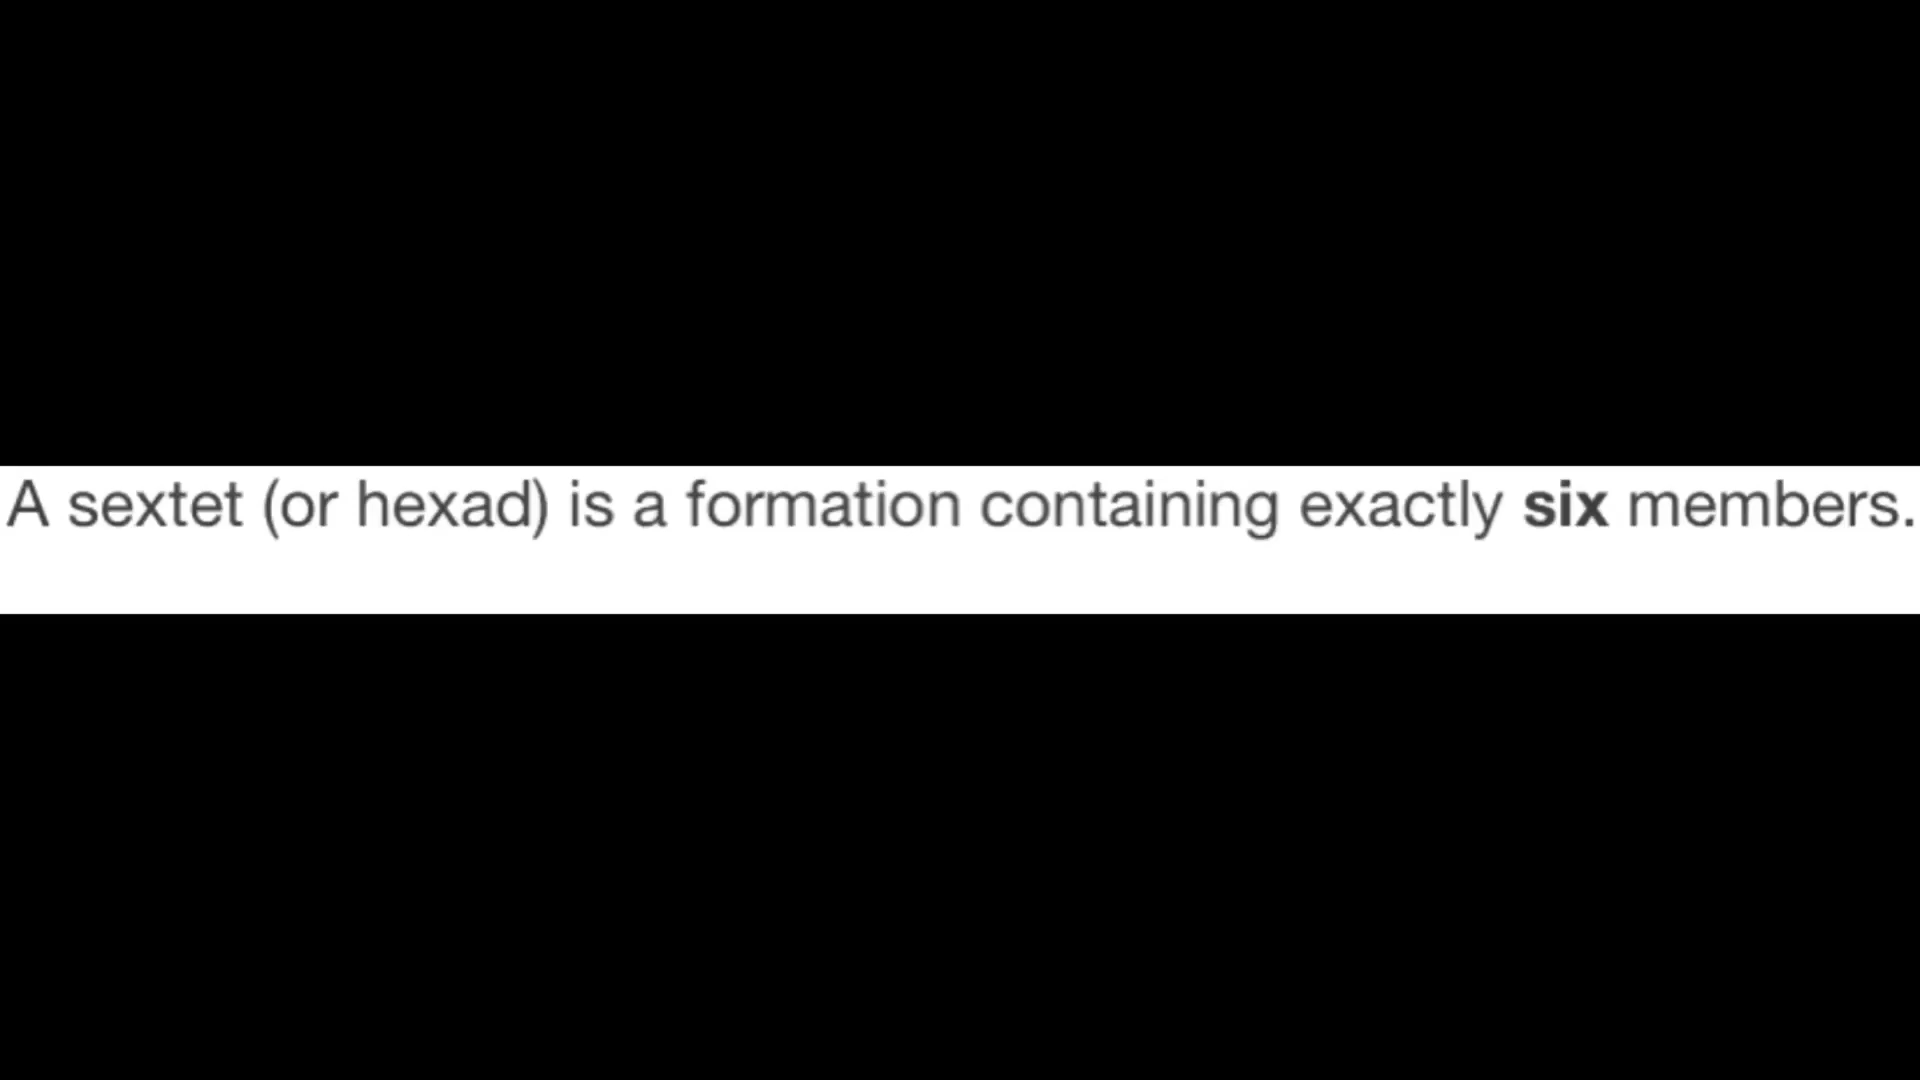 A sextet (or hexad) is a formation containing exactly six members.